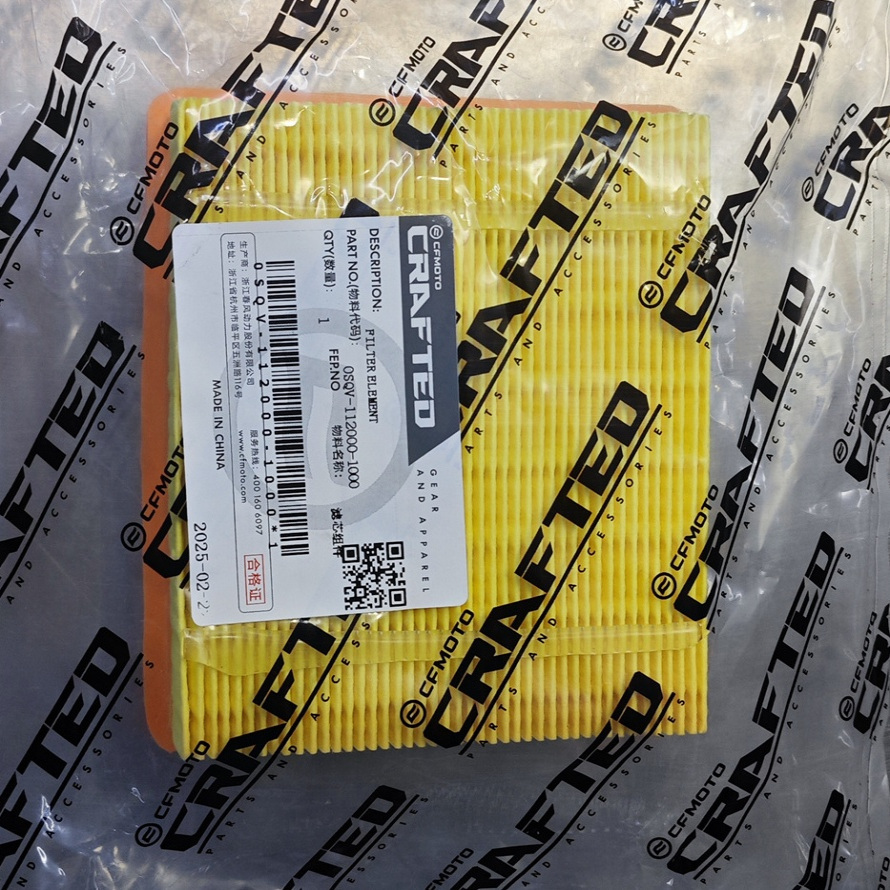 CFMOTO
CRAFTED
GEAR AND APPAREL
DESCRIPTION: FILTER ELEMENT
PART NO.(物料代码): 0SQV-112000-1000
FEP.NO 物料名称: 滤芯组件
QTY(数量): 1
0SQV-112000-1000*1
生产商: 浙江春风动力股份有限公司 服务热线: 400 160 6097
地址: 浙江省杭州市临平区五洲路116号 www.cfmoto.com
合格证
MADE IN CHINA
2025-02-2
CFMOTO
CRAFTED
PARTS AND ACCESSORIES